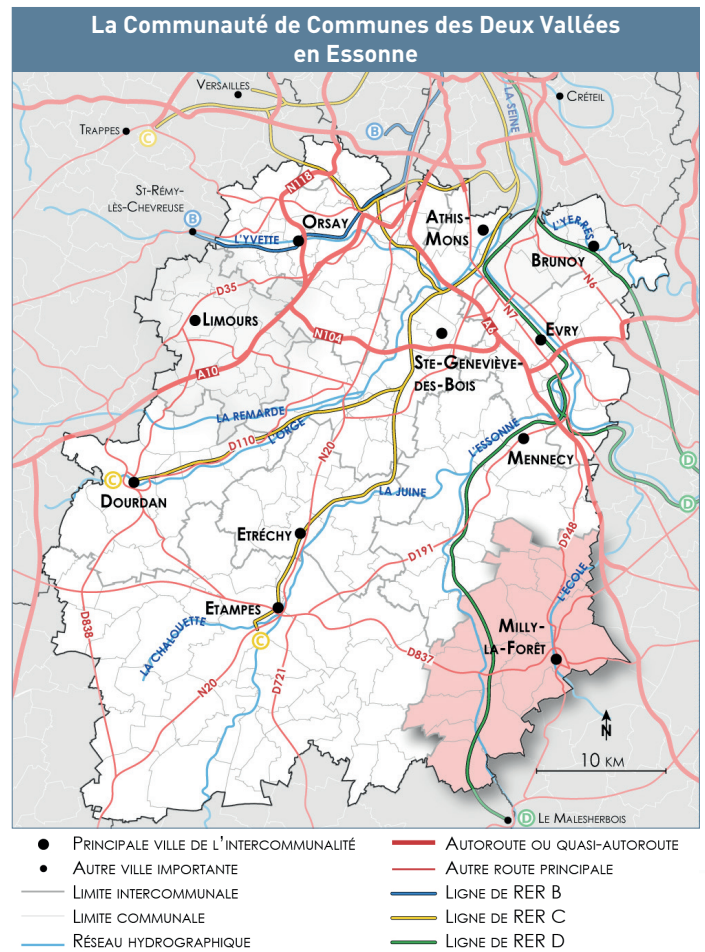 La Communauté de Communes des Deux Vallées
en Essonne
VERSAILLES
CRÉTEIL
TRAPPES
C
B
LA SEINE
ST-RÉMY-
LÈS-CHEVREUSE
B
N118
ORSAY
L'YVETTE
ATHIS-
MONS
L'YERRES
BRUNOY
N6
D35
LIMOURS
N104
A6
N7
EVRY
STE-GENEVIÈVE-
DES-BOIS
A10
LA REMARDE
D110
L'ORGE
N20
L'ESSONNE
MENNECY
D
C
DOURDAN
LA JUINE
D
ETRÉCHY
D191
D948
L'ECOLE
ETAMPES
D838
LA CHALOUETTE
C
MILLY-
LA-FORÊT
D837
N20
D721
N
10 KM
D
LE MALESHERBOIS
PRINCIPALE VILLE DE L'INTERCOMMUNALITÉ
AUTRE VILLE IMPORTANTE
LIMITE INTERCOMMUNALE
LIMITE COMMUNALE
RÉSEAU HYDROGRAPHIQUE
AUTOROUTE OU QUASI-AUTOROUTE
AUTRE ROUTE PRINCIPALE
LIGNE DE RER B
LIGNE DE RER C
LIGNE DE RER D